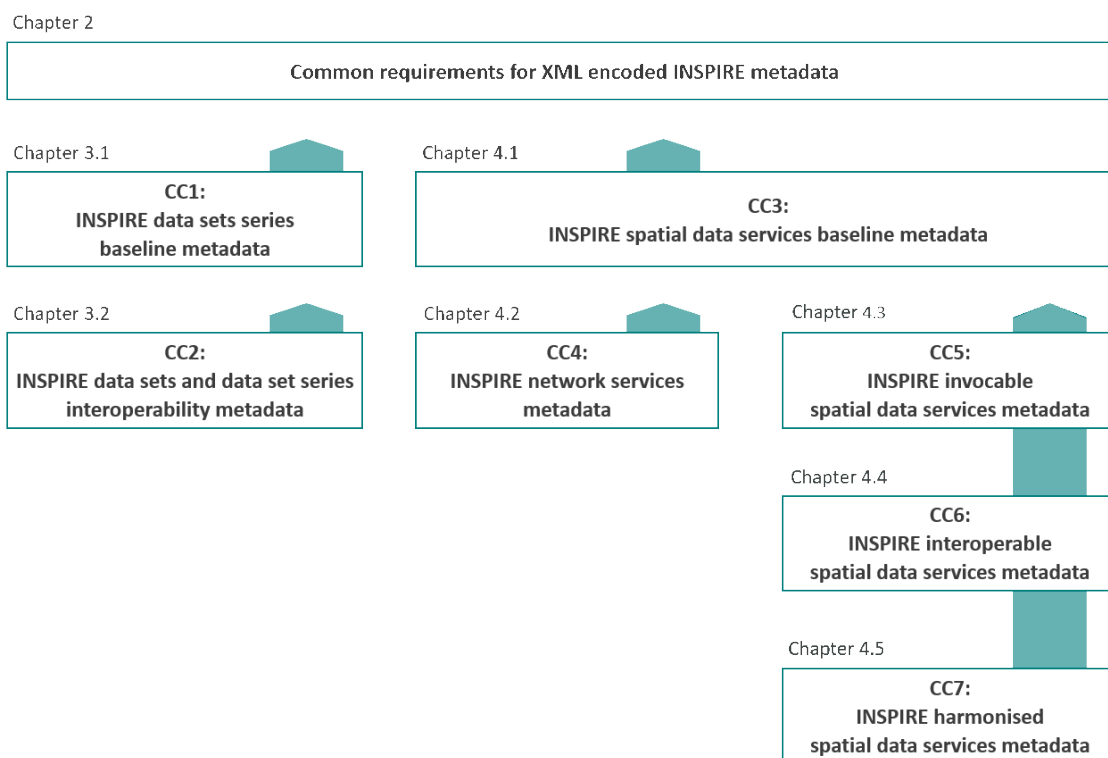 Chapter 2
Common requirements for XML encoded INSPIRE metadata
Chapter 3.1
CC1:
INSPIRE data sets series
baseline metadata
Chapter 4.1
CC3:
INSPIRE spatial data services baseline metadata
Chapter 3.2
CC2:
INSPIRE data sets and data set series
interoperability metadata
Chapter 4.2
CC4:
INSPIRE network services
metadata
Chapter 4.3
CC5:
INSPIRE invocable
spatial data services metadata
Chapter 4.4
CC6:
INSPIRE interoperable
spatial data services metadata
Chapter 4.5
CC7:
INSPIRE harmonised
spatial data services metadata